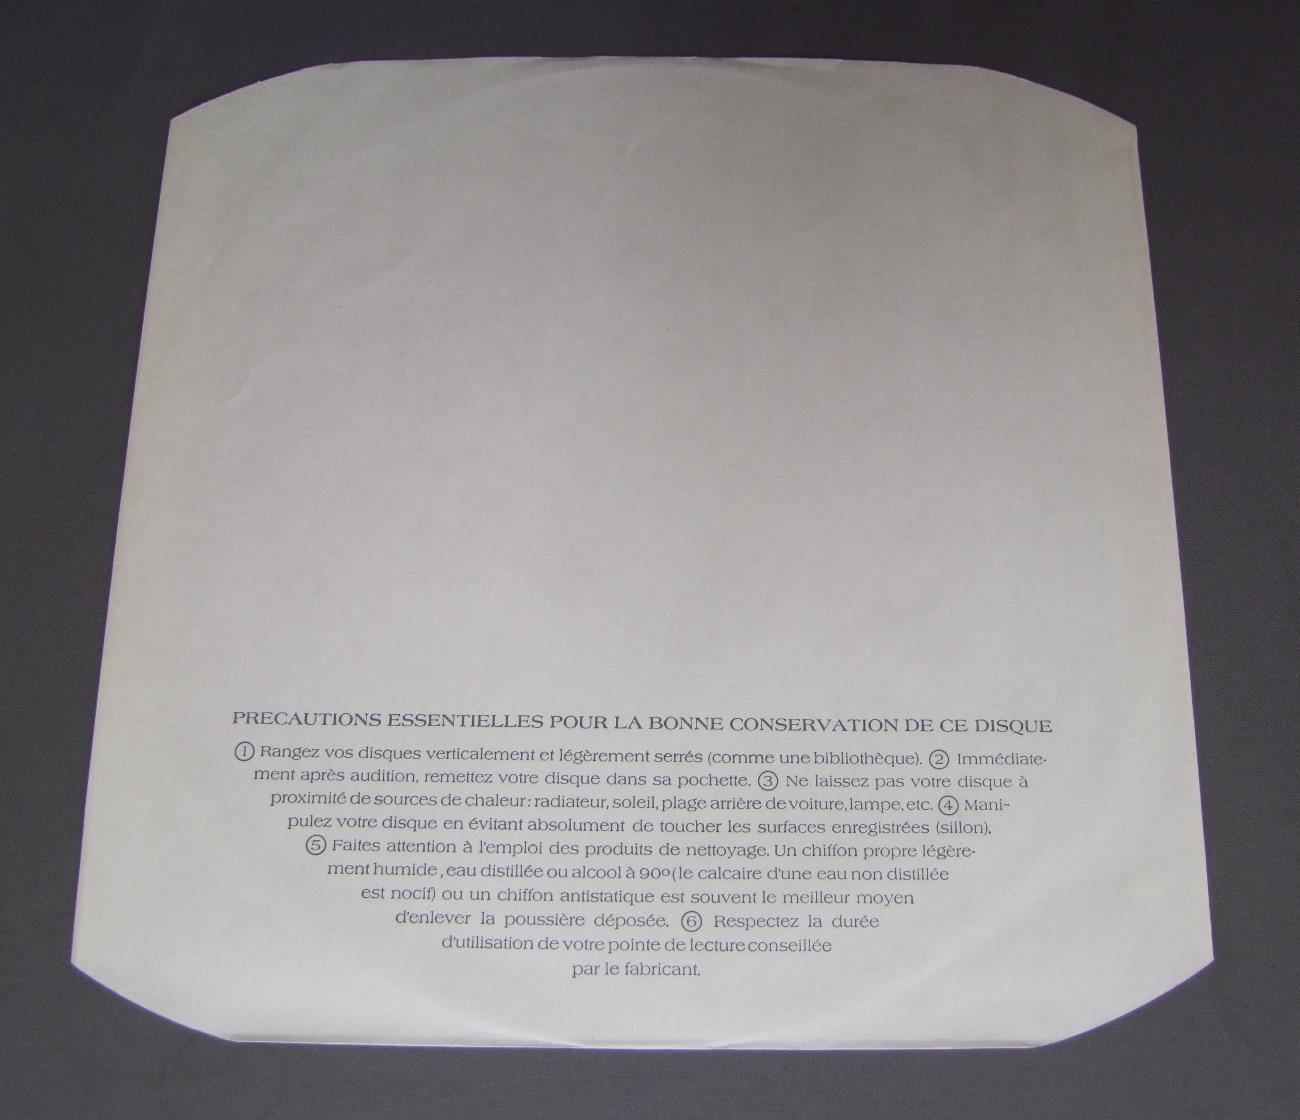 PRECAUTIONS ESSENTIELLES POUR LA BONNE CONSERVATION DE CE DISQUE
① Rangez vos disques verticalement et légèrement serrés (comme une bibliothèque). ② Immédiate-
ment après audition, remettez votre disque dans sa pochette. ③ Ne laissez pas votre disque à
proximité de sources de chaleur: radiateur, soleil, plage arrière de voiture, lampe, etc. ④ Mani-
pulez votre disque en évitant absolument de toucher les surfaces enregistrées (sillon).
⑤ Faites attention à l'emploi des produits de nettoyage. Un chiffon propre légère-
ment humide, eau distillée ou alcool à 90º (le calcaire d'une eau non distillée
est nocif) ou un chiffon antistatique est souvent le meilleur moyen
d'enlever la poussière déposée. ⑥ Respectez la durée
d'utilisation de votre pointe de lecture conseillée
par le fabricant.